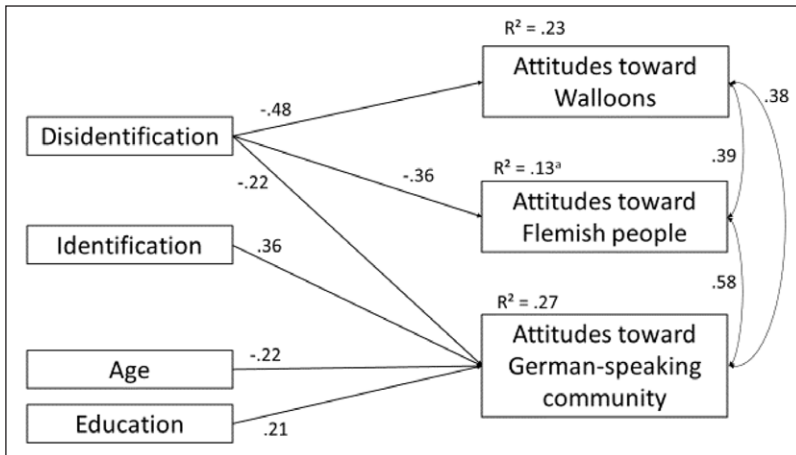 R² = .23
Attitudes toward
Walloons
.38
-.48
Disidentification
.39
R² = .13ᵃ
-.36
-.22
Attitudes toward
Flemish people
Identification
.36
.58
R² = .27
Attitudes toward
German-speaking
community
-.22
Age
Education
.21